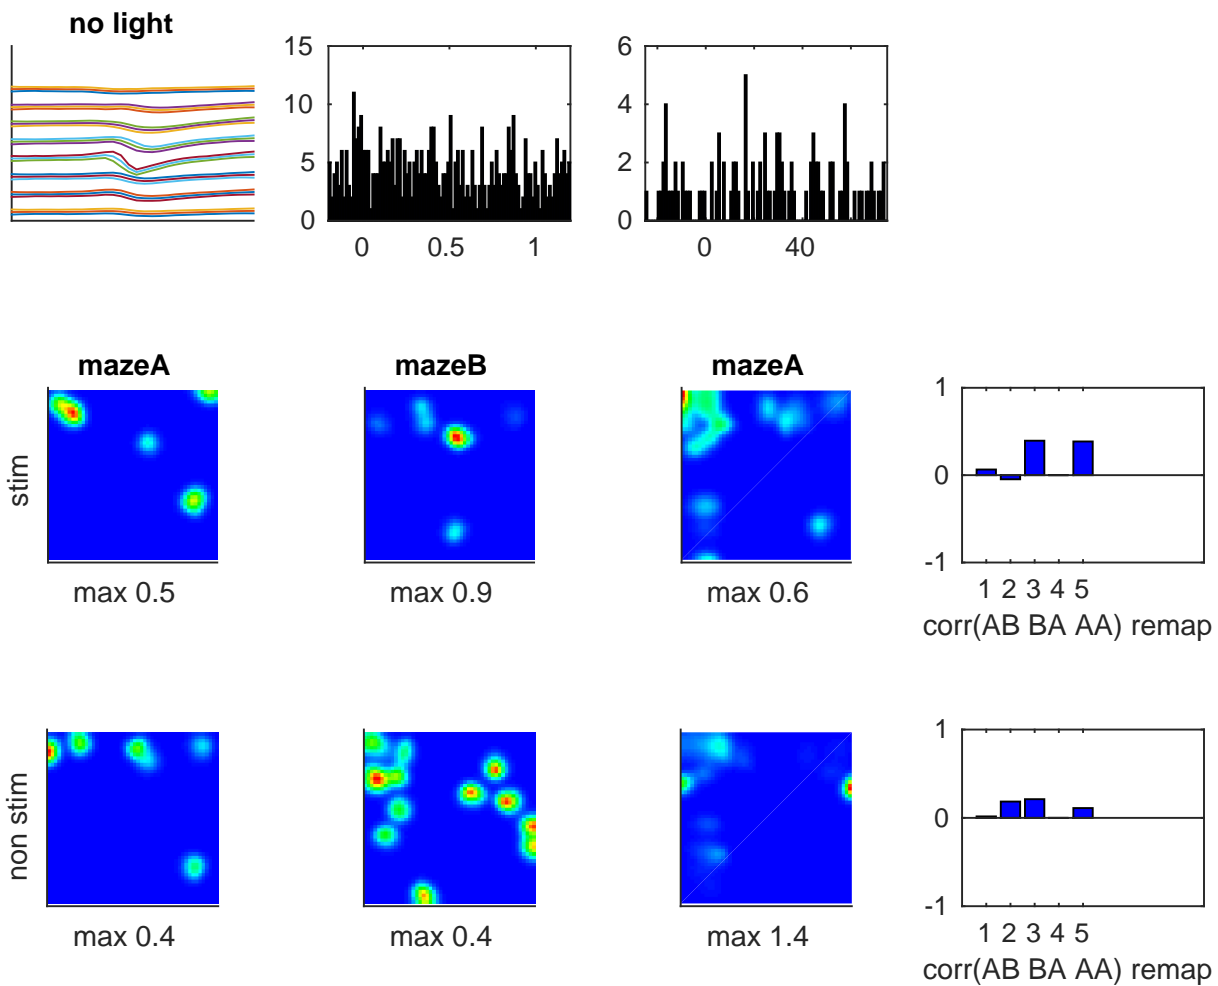 no light
15
10
5
0
0 0.5 1
6
4
2
0
0 40
mazeA
mazeB
mazeA
stim
max 0.5
max 0.9
max 0.6
1
0
-1
1 2 3 4 5
corr(AB BA AA) remap
non stim
max 0.4
max 0.4
max 1.4
1
0
-1
1 2 3 4 5
corr(AB BA AA) remap